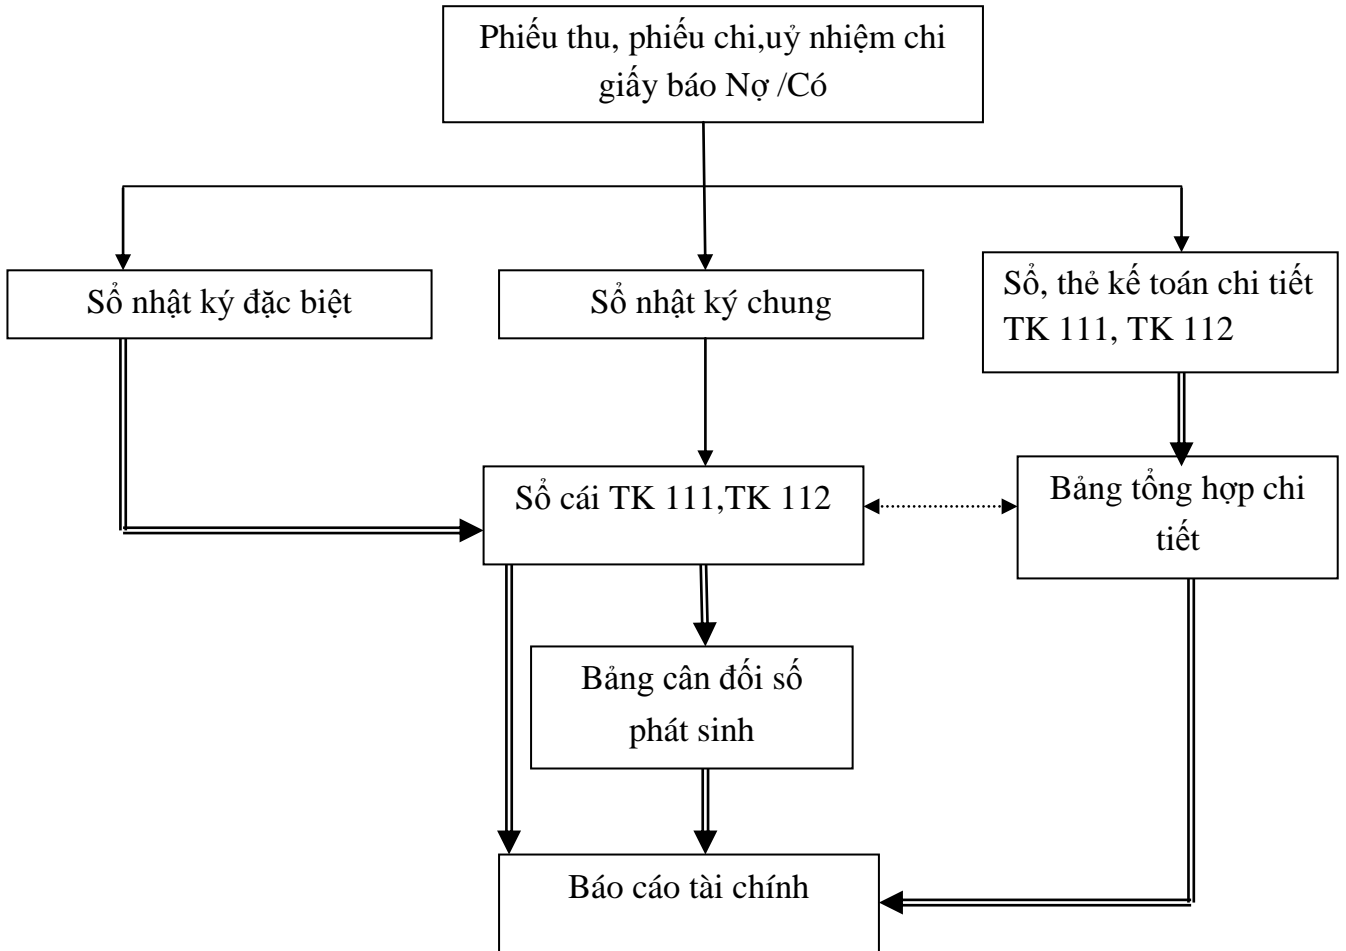 Phiếu thu, phiếu chi,uỷ nhiệm chi
giấy báo Nợ /Có
Sổ nhật ký đặc biệt
Sổ nhật ký chung
Sổ, thẻ kế toán chi tiết
TK 111, TK 112
Sổ cái TK 111,TK 112
Bảng tổng hợp chi
tiết
Bảng cân đối số
phát sinh
Báo cáo tài chính